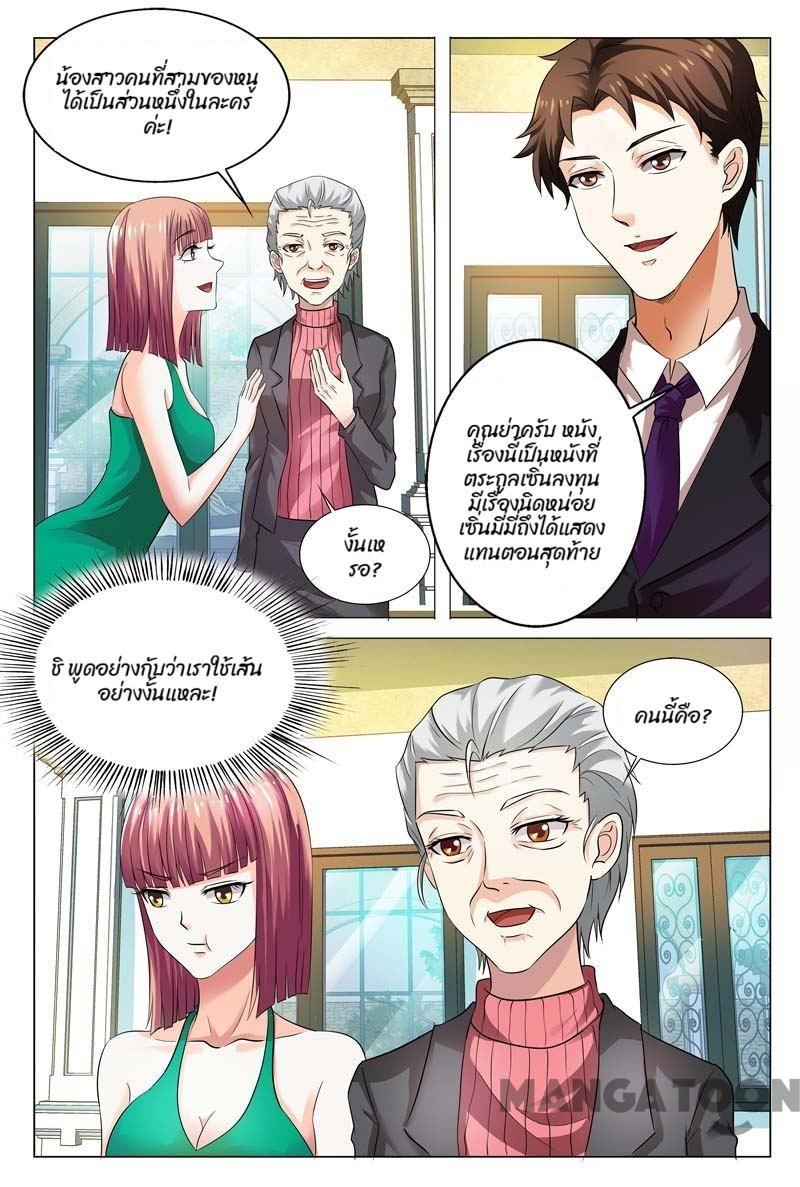 น้องสาวคนที่สามของหนู
ได้เป็นส่วนหนึ่งในละคร
ค่ะ!
คุณย่าครับ หนัง
เรื่องนี้เป็นหนังที่
ตระกูลเซิ่นลงทุน
มีเรื่องนิดหน่อย
เซิ่นมี่มี่ถึงได้แสดง
แทนตอนสุดท้าย
งั้นเห
รอ?
ชิ พูดอย่างกับว่าเราใช้เส้น
อย่างงั้นแหละ!
คนนี้คือ?
MANGATOON